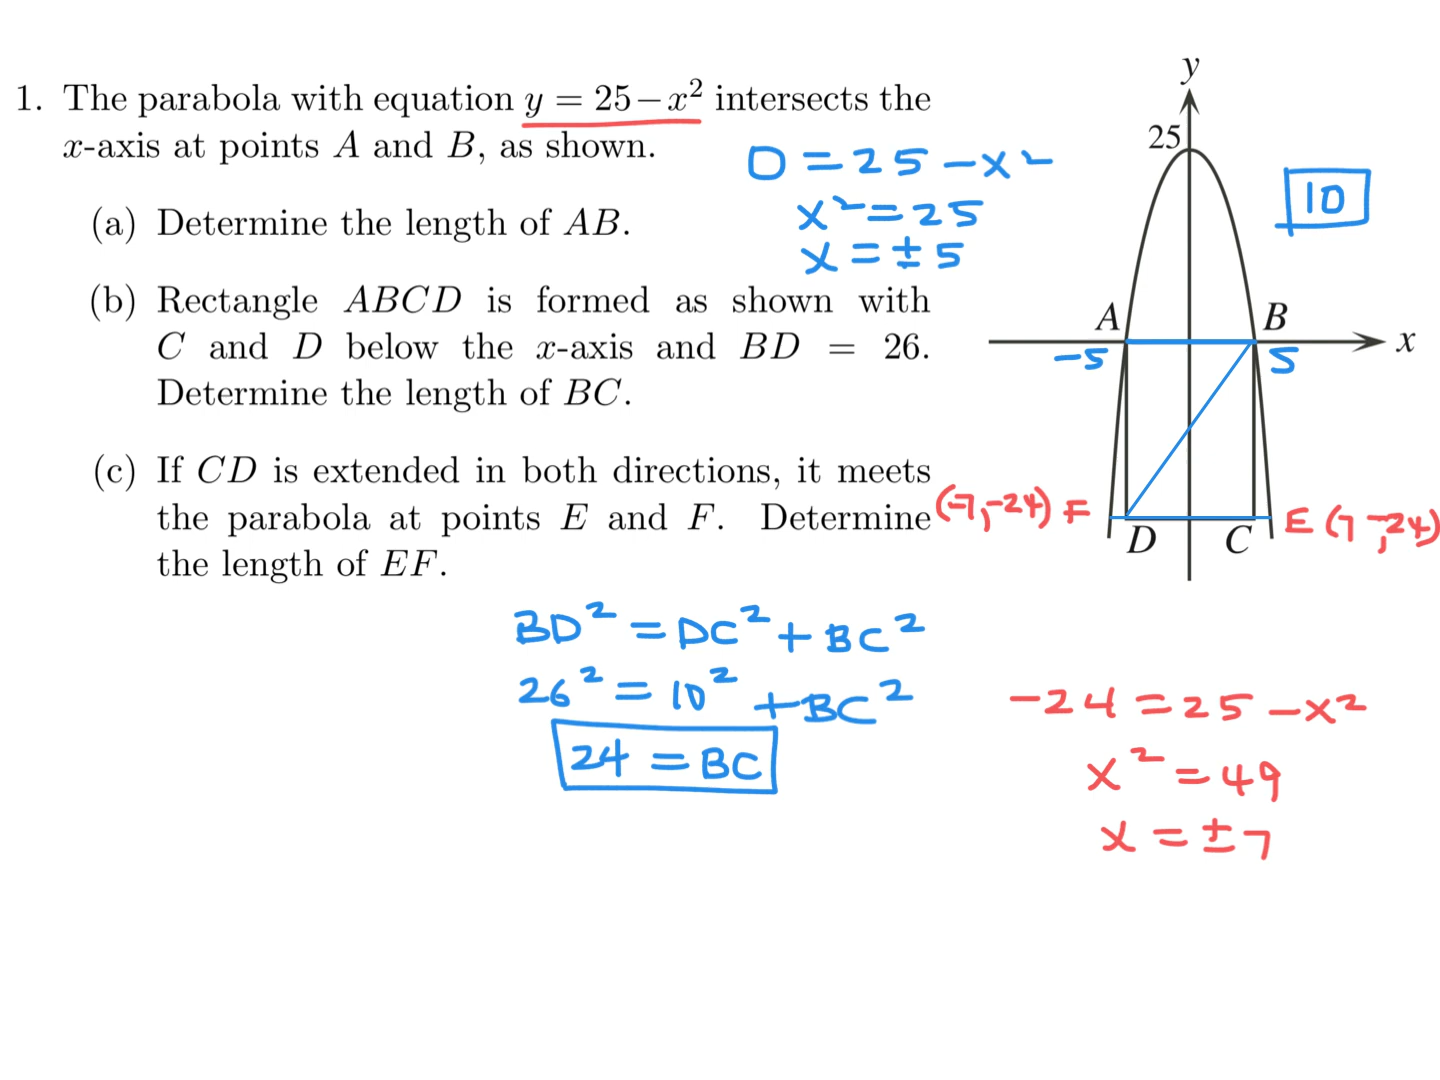 1. The parabola with equation y = 25 − x² intersects the
x-axis at points A and B, as shown.
(a) Determine the length of AB.
(b) Rectangle ABCD is formed as shown with
C and D below the x-axis and BD = 26.
Determine the length of BC.
(c) If CD is extended in both directions, it meets
the parabola at points E and F. Determine
the length of EF.
0 = 25 − x²
x² = 25
x = ± 5
10
y
25
A
B
x
−5
5
(−7, −24) F
D
C
E (7, −24)
BD² = DC² + BC²
26² = 10² + BC²
24 = BC
−24 = 25 − x²
x² = 49
x = ± 7